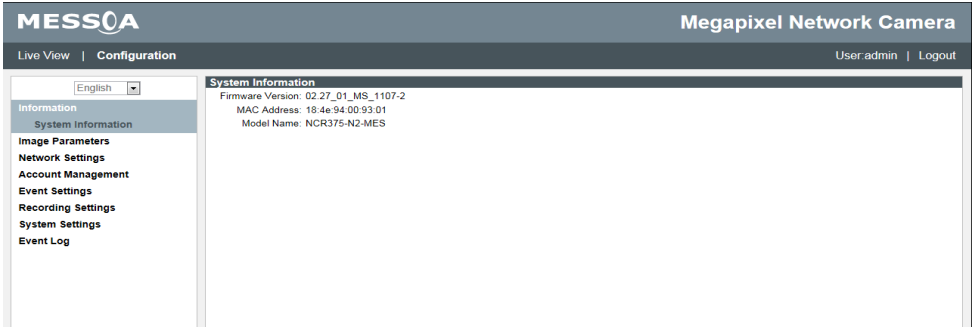 MESSOA
Megapixel Network Camera
Live View | Configuration
User:admin | Logout
English
Information
System Information
Image Parameters
Network Settings
Account Management
Event Settings
Recording Settings
System Settings
Event Log
System Information
Firmware Version: 02.27_01_MS_1107-2
MAC Address: 18:4e:94:00:93:01
Model Name: NCR375-N2-MES